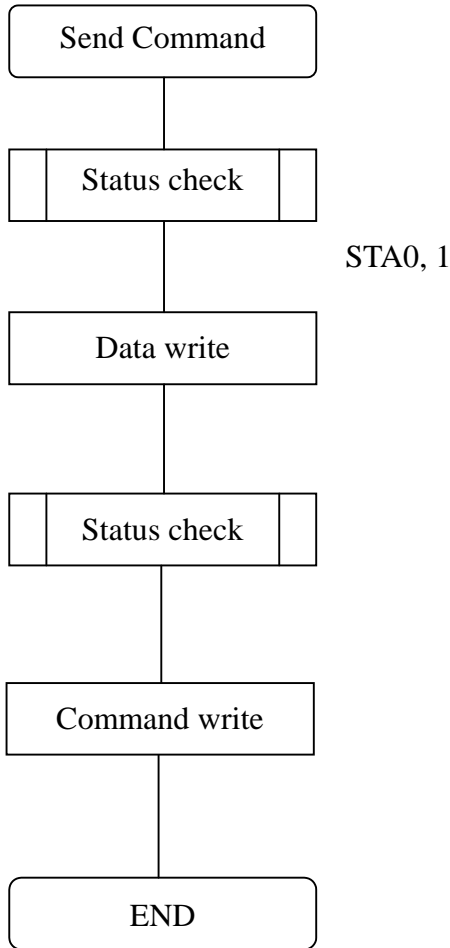 Send Command
Status check
STA0, 1
Data write
Status check
Command write
END